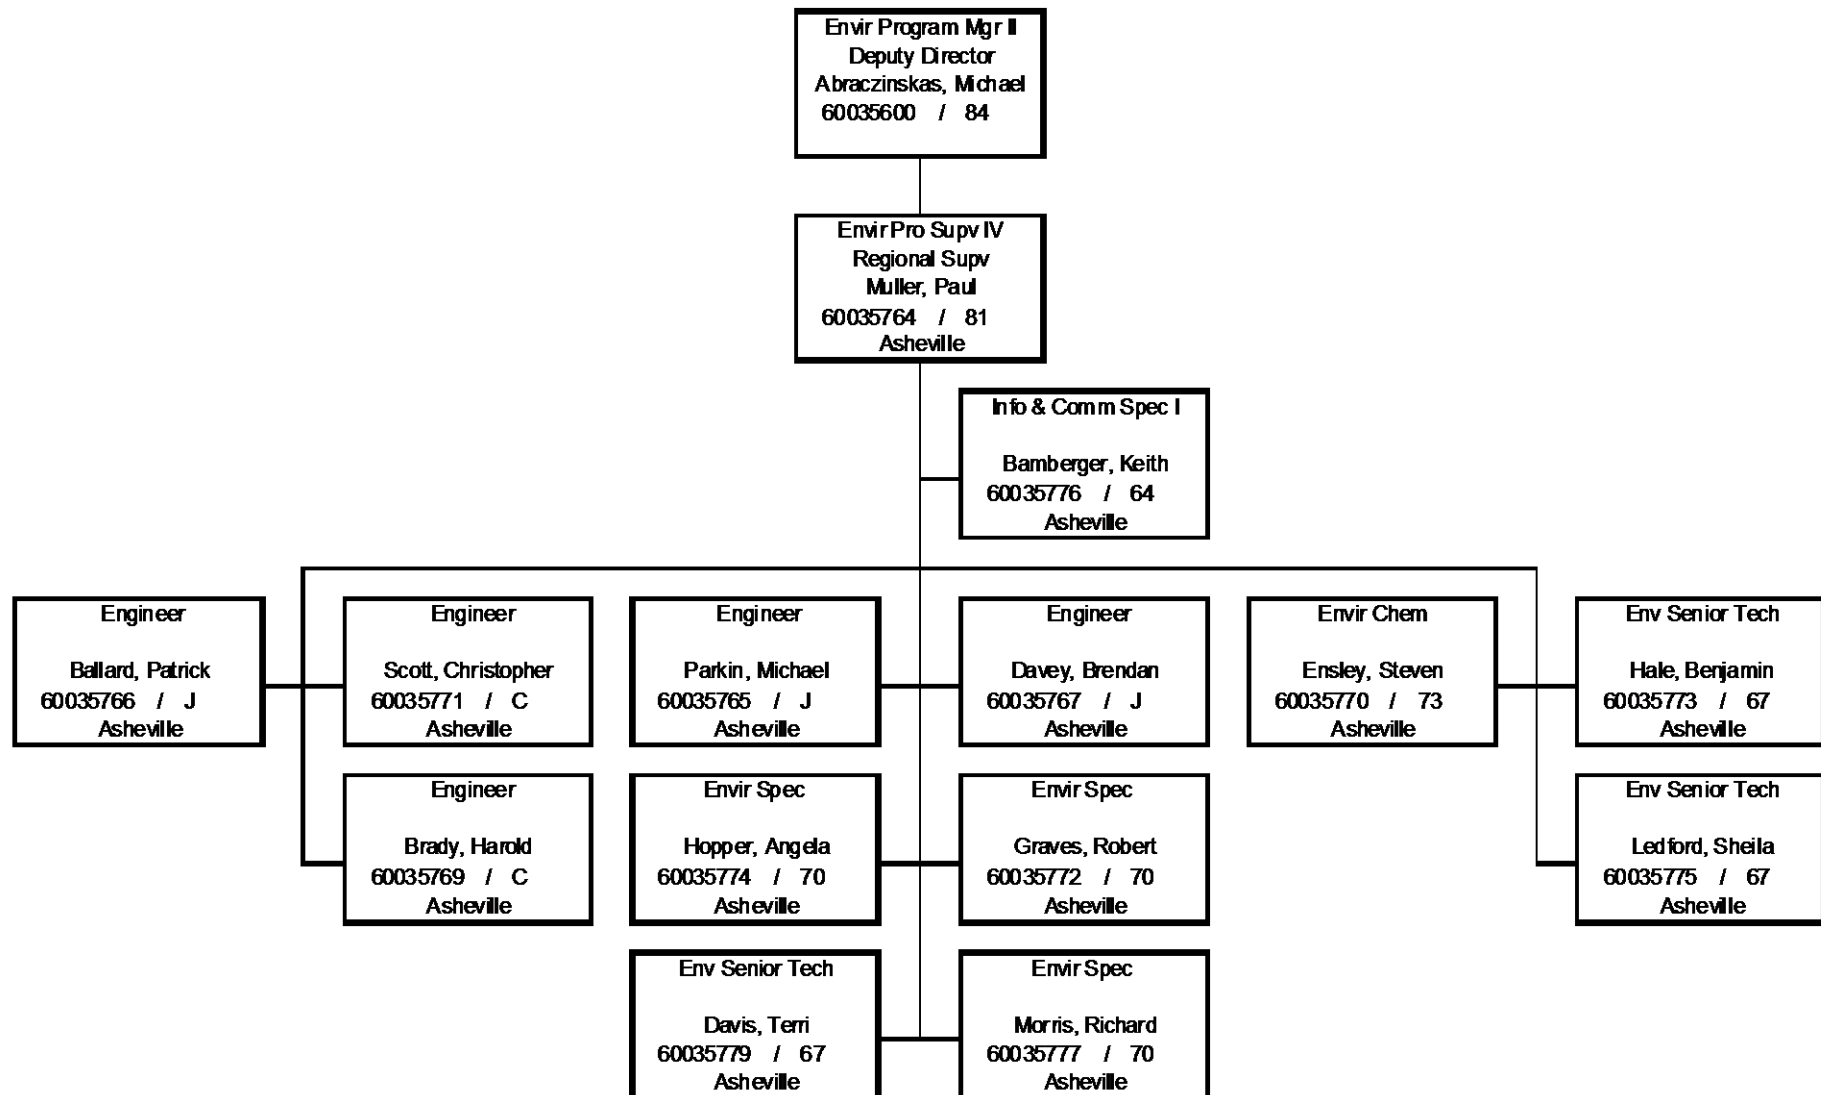 Envir Program Mgr II
Deputy Director
Abraczinskas, Michael
60035600 / 84
Envir Pro Supv IV
Regional Supv
Muller, Paul
60035764 / 81
Asheville
Info & Comm Spec I
Bamberger, Keith
60035776 / 64
Asheville
Engineer
Ballard, Patrick
60035766 / J
Asheville
Engineer
Scott, Christopher
60035771 / C
Asheville
Engineer
Parkin, Michael
60035765 / J
Asheville
Engineer
Davey, Brendan
60035767 / J
Asheville
Envir Chem
Ensley, Steven
60035770 / 73
Asheville
Env Senior Tech
Hale, Benjamin
60035773 / 67
Asheville
Engineer
Brady, Harold
60035769 / C
Asheville
Envir Spec
Hopper, Angela
60035774 / 70
Asheville
Envir Spec
Graves, Robert
60035772 / 70
Asheville
Env Senior Tech
Ledford, Sheila
60035775 / 67
Asheville
Env Senior Tech
Davis, Terri
60035779 / 67
Asheville
Envir Spec
Morris, Richard
60035777 / 70
Asheville